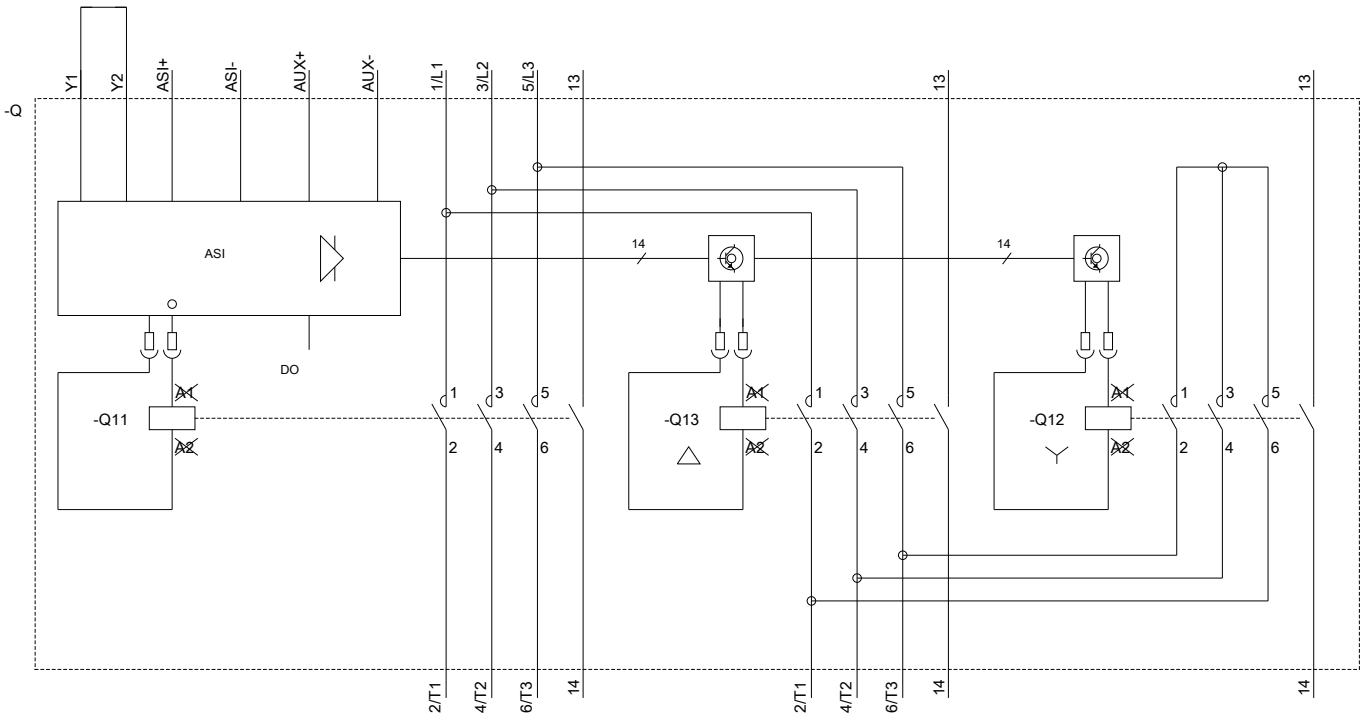 Y1 Y2 ASI+ ASI- AUX+ AUX- 1/L1 3/L2 5/L3 13 13 13
-Q
ASI 14 14
DO
A1 1 3 5 A1 1 3 5 A1 1 3 5
-Q11 -Q13 -Q12
A2 2 4 6 A2 2 4 6 A2 2 4 6
2/T1 4/T2 6/T3 14 2/T1 4/T2 6/T3 14 14